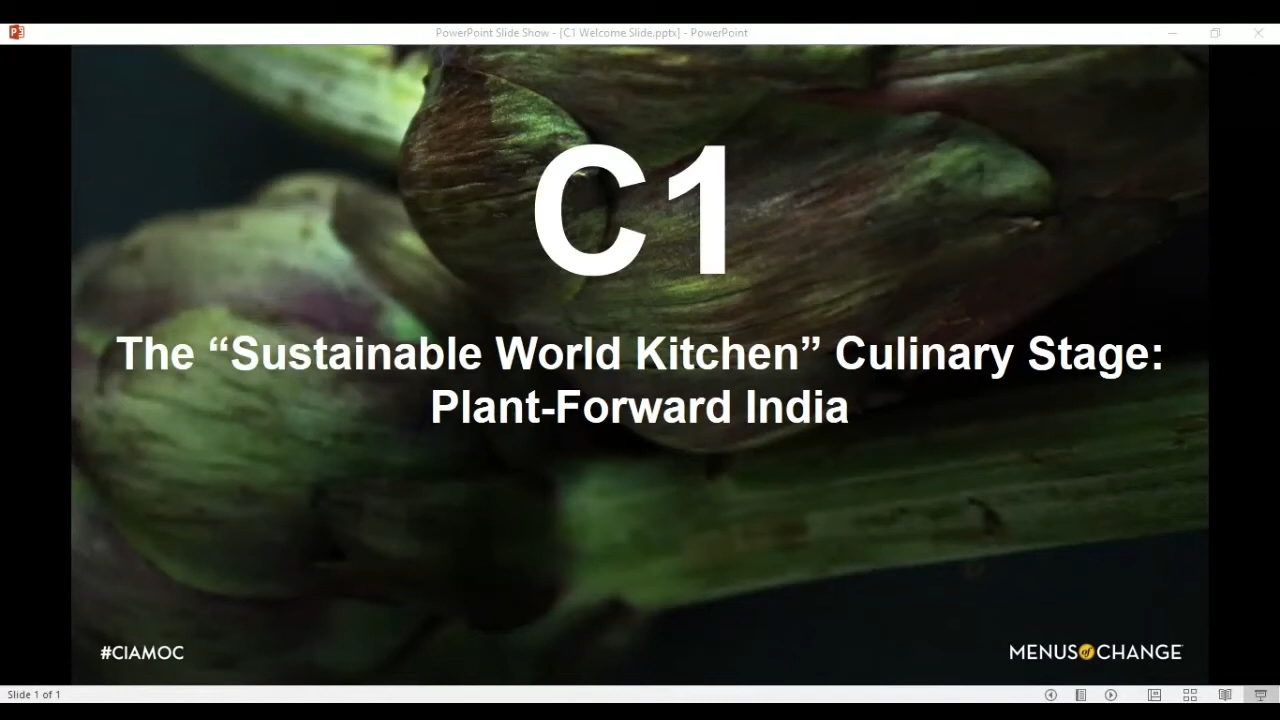 PowerPoint Slide Show - [C1 Welcome Slide.pptx] - PowerPoint
C1
The “Sustainable World Kitchen” Culinary Stage:
Plant-Forward India
#CIAMOC
MENUS of CHANGE
Slide 1 of 1